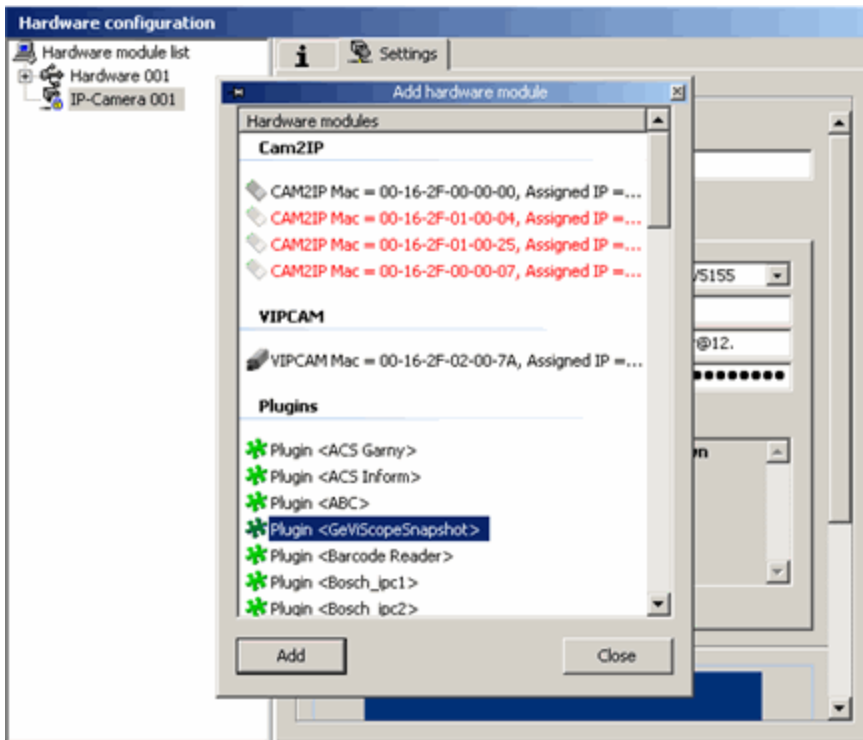 Hardware configuration
Hardware module list
Hardware 001
IP-Camera 001
i
Settings
Add hardware module
Hardware modules
Cam2IP
CAM2IP Mac = 00-16-2F-00-00-00, Assigned IP =...
CAM2IP Mac = 00-16-2F-01-00-04, Assigned IP =...
CAM2IP Mac = 00-16-2F-01-00-25, Assigned IP =...
CAM2IP Mac = 00-16-2F-00-00-07, Assigned IP =...
VIPCAM
VIPCAM Mac = 00-16-2F-02-00-7A, Assigned IP =...
Plugins
Plugin <ACS Garny>
Plugin <ACS Inform>
Plugin <ABC>
Plugin <GeViScopeSnapshot>
Plugin <Barcode Reader>
Plugin <Bosch_ipc1>
Plugin <Bosch_ipc2>
Add
Close
@12.